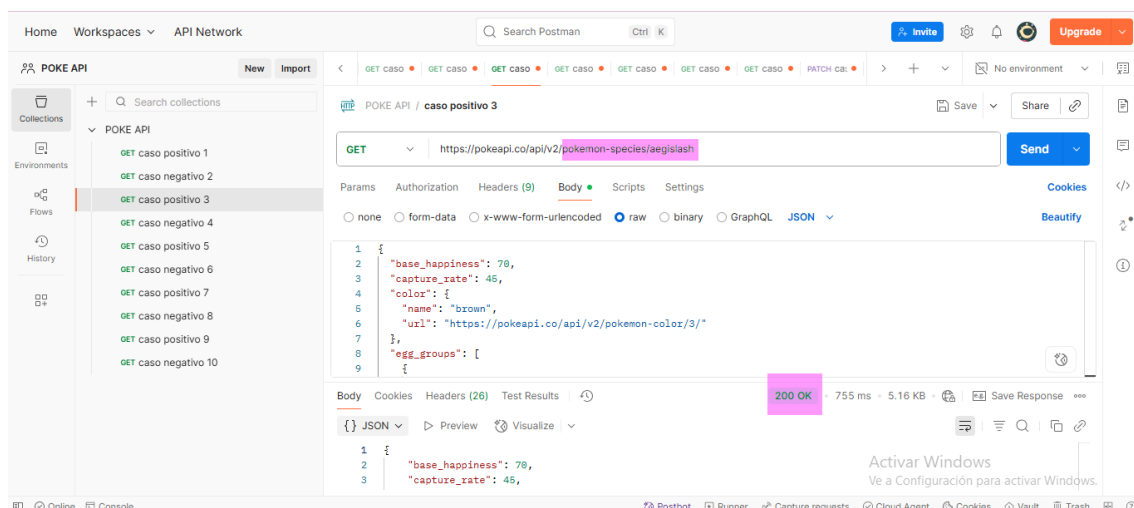 Home Workspaces API Network Search Postman Ctrl K Invite Upgrade
POKE API New Import GET caso GET caso GET caso GET caso GET caso GET caso GET caso PATCH ca: No environment
Collections
Environments
Flows
History
Search collections
POKE API
GET caso positivo 1
GET caso negativo 2
GET caso positivo 3
GET caso negativo 4
GET caso positivo 5
GET caso negativo 6
GET caso positivo 7
GET caso negativo 8
GET caso positivo 9
GET caso negativo 10
HTTP POKE API / caso positivo 3 Save Share
GET https://pokeapi.co/api/v2/pokemon-species/aegislash Send
Params Authorization Headers (9) Body Scripts Settings Cookies
none form-data x-www-form-urlencoded raw binary GraphQL JSON Beautify
1 {
2 "base_happiness": 70,
3 "capture_rate": 45,
4 "color": {
5 "name": "brown",
6 "url": "https://pokeapi.co/api/v2/pokemon-color/3/"
7 },
8 "egg_groups": [
9 {
Body Cookies Headers (26) Test Results 200 OK 755 ms 5.16 KB Save Response
{} JSON Preview Visualize
1 {
2 "base_happiness": 70,
3 "capture_rate": 45,
Activar Windows
Ve a Configuración para activar Windows.
Online Console Postbot Runner Capture requests Cloud Agent Cookies Vault Trash